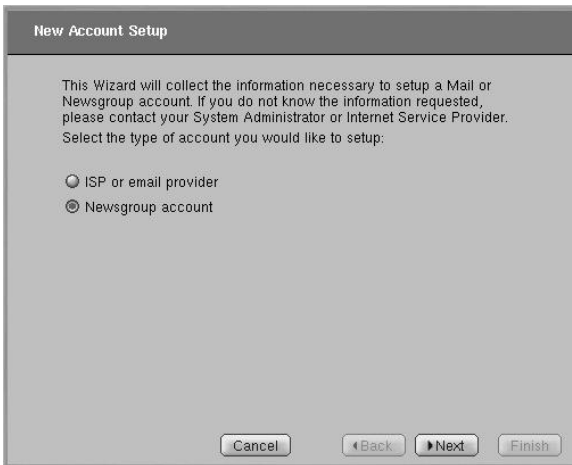 New Account Setup
This Wizard will collect the information necessary to setup a Mail or
Newsgroup account. If you do not know the information requested,
please contact your System Administrator or Internet Service Provider.
Select the type of account you would like to setup:
ISP or email provider
Newsgroup account
Cancel
Back
Next
Finish